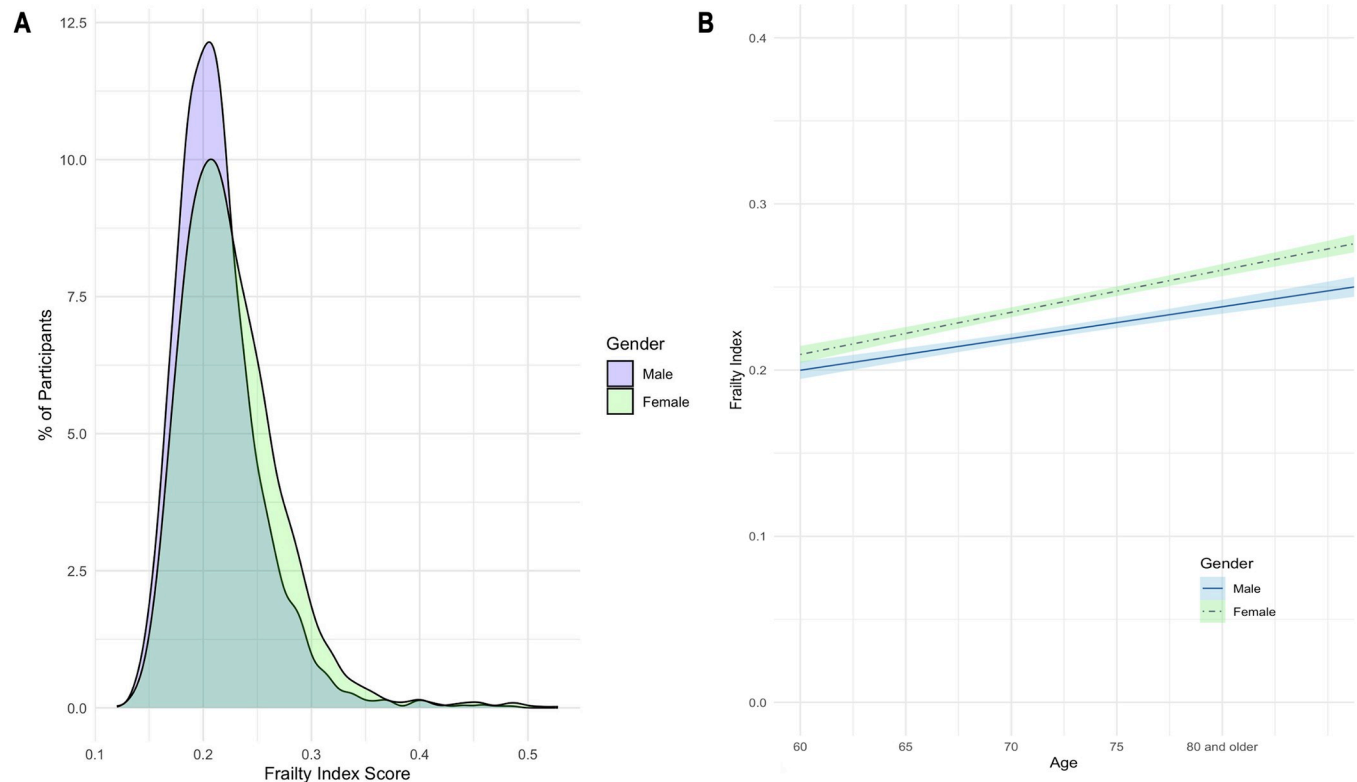 A
12.5
10.0
7.5
5.0
2.5
0.0
% of Participants
0.1
0.2
0.3
0.4
0.5
Frailty Index Score
Gender
Male
Female
B
0.4
0.3
0.2
0.1
0.0
Frailty Index
60
65
70
75
80 and older
Age
Gender
Male
Female